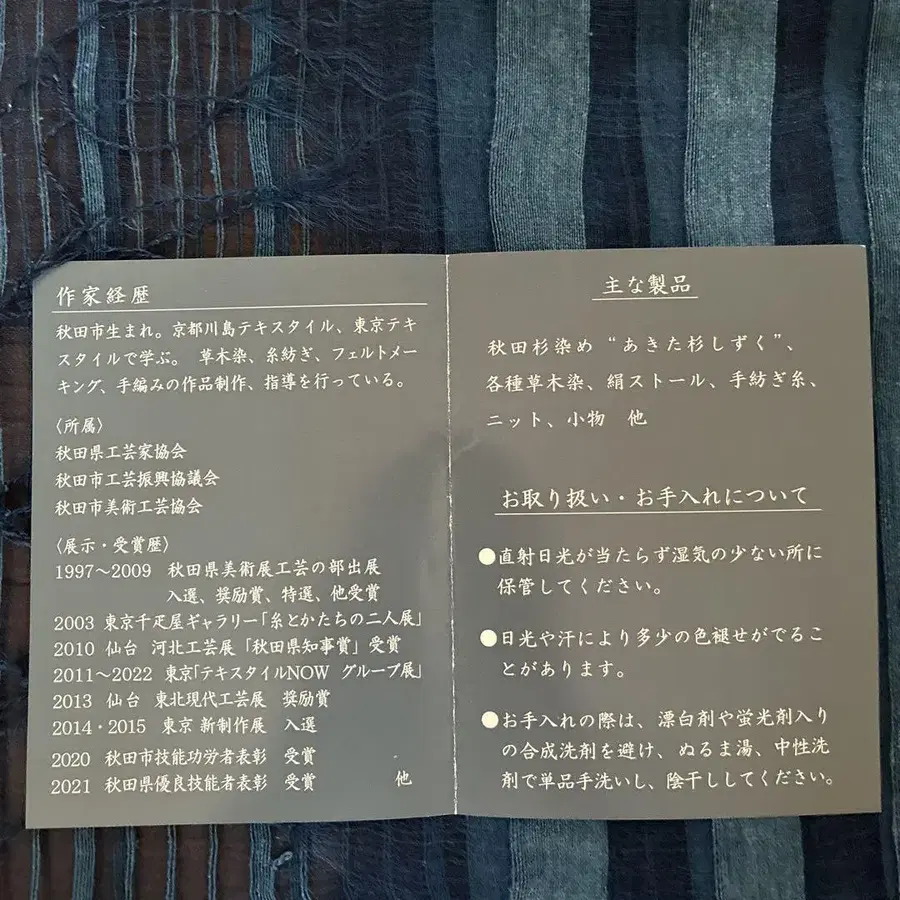 作家経歴
秋田市生まれ。京都川島テキスタイル、東京テキ
スタイルで学ぶ。 草木染、糸紡ぎ、フェルトメー
キング、手編みの作品制作、指導を行っている。
〈所属〉
秋田県工芸家協会
秋田市工芸振興協議会
秋田市美術工芸協会
〈展示・受賞歴〉
1997～2009 秋田県美術展工芸の部出展
入選、奨励賞、特選、他受賞
2003 東京千疋屋ギャラリー「糸とかたちの二人展」
2010 仙台 河北工芸展「秋田県知事賞」受賞
2011～2022 東京「テキスタイルNOW グループ展」
2013 仙台 東北現代工芸展 奨励賞
2014・2015 東京 新制作展 入選
2020 秋田市技能功労者表彰 受賞
2021 秋田県優良技能者表彰 受賞 他
主な製品
秋田杉染め“あきた杉しずく”、
各種草木染、絹ストール、手紡ぎ糸、
ニット、小物 他
お取り扱い・お手入れについて
●直射日光が当たらず湿気の少ない所に
保管してください。
●日光や汗により多少の色褪せがでるこ
とがあります。
●お手入れの際は、漂白剤や蛍光剤入り
の合成洗剤を避け、ぬるま湯、中性洗
剤で単品手洗いし、陰干ししてください。